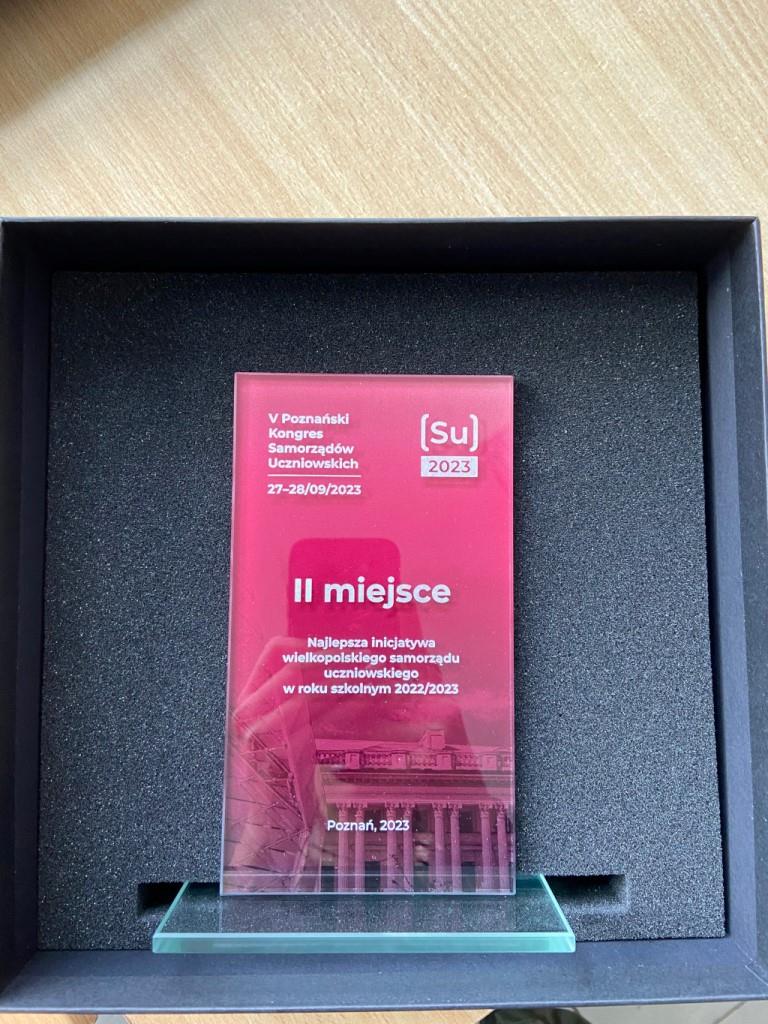 V Poznański
Kongres
Samorządów
Uczniowskich
27–28/09/2023
[Su]
2023
II miejsce
Najlepsza inicjatywa
wielkopolskiego samorządu
uczniowskiego
w roku szkolnym 2022/2023
Poznań, 2023